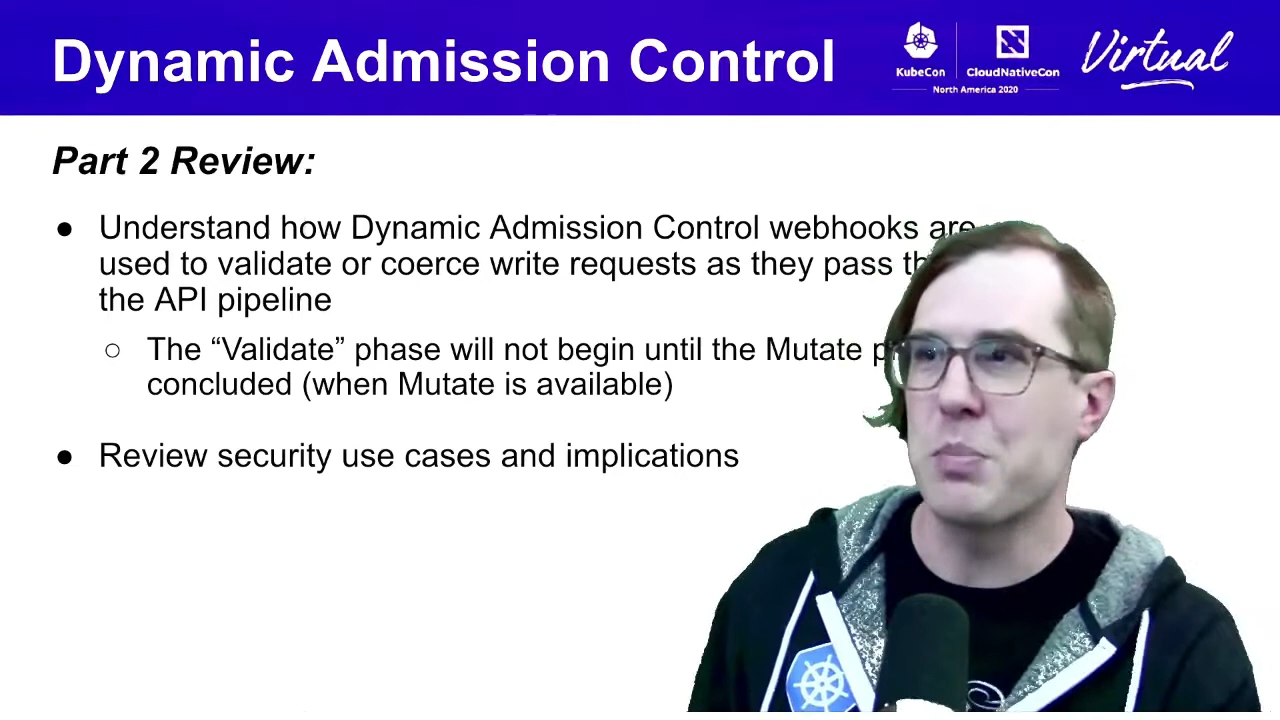 Dynamic Admission Control
KubeCon
CloudNativeCon
North America 2020
Virtual
Part 2 Review:
● Understand how Dynamic Admission Control webhooks are
used to validate or coerce write requests as they pass
the API pipeline
○ The “Validate” phase will not begin until the Mutate
concluded (when Mutate is available)
● Review security use cases and implications